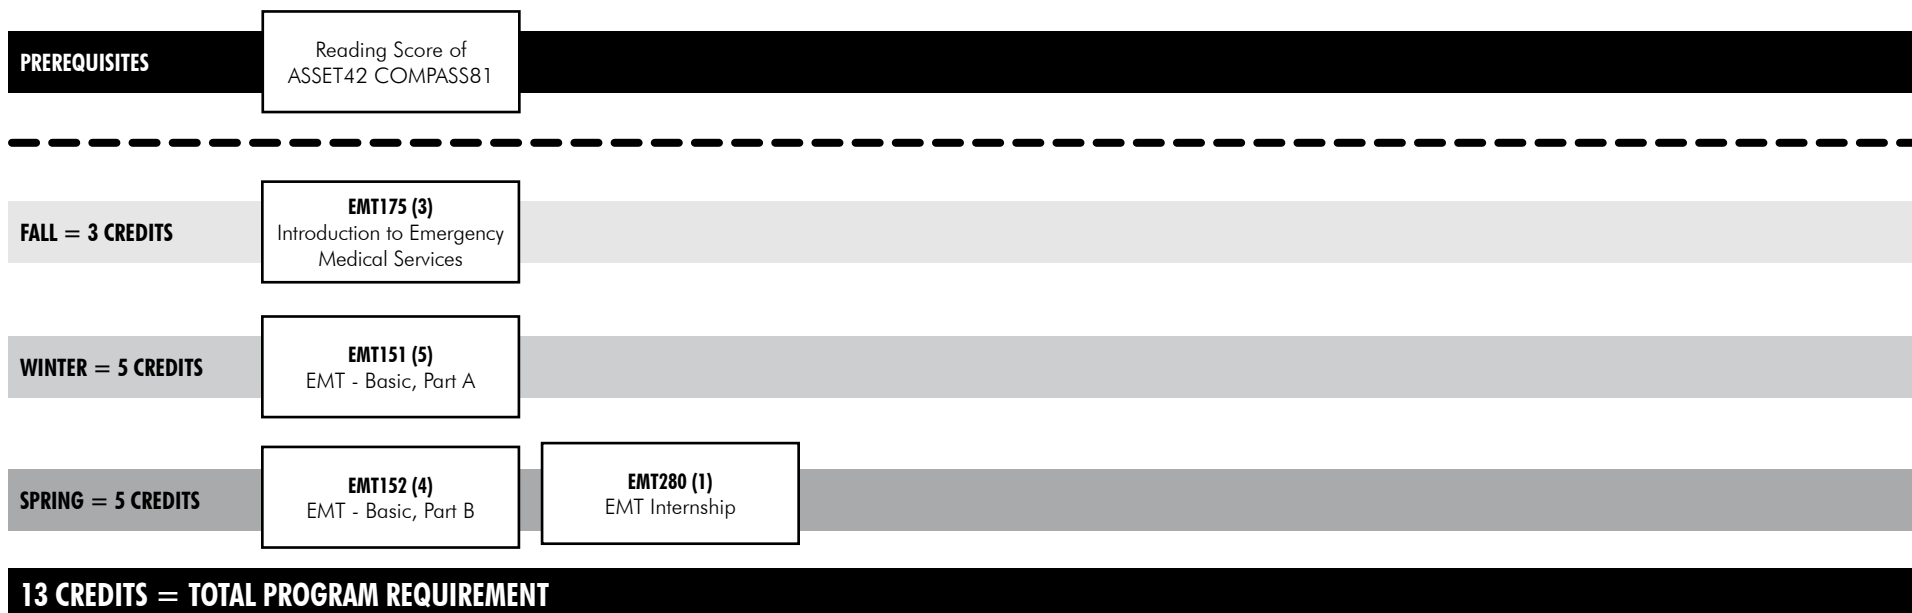 PREREQUISITES
Reading Score of
ASSET42 COMPASS81
FALL = 3 CREDITS
EMT175 (3)
Introduction to Emergency
Medical Services
WINTER = 5 CREDITS
EMT151 (5)
EMT - Basic, Part A
SPRING = 5 CREDITS
EMT152 (4)
EMT - Basic, Part B
EMT280 (1)
EMT Internship
13 CREDITS = TOTAL PROGRAM REQUIREMENT